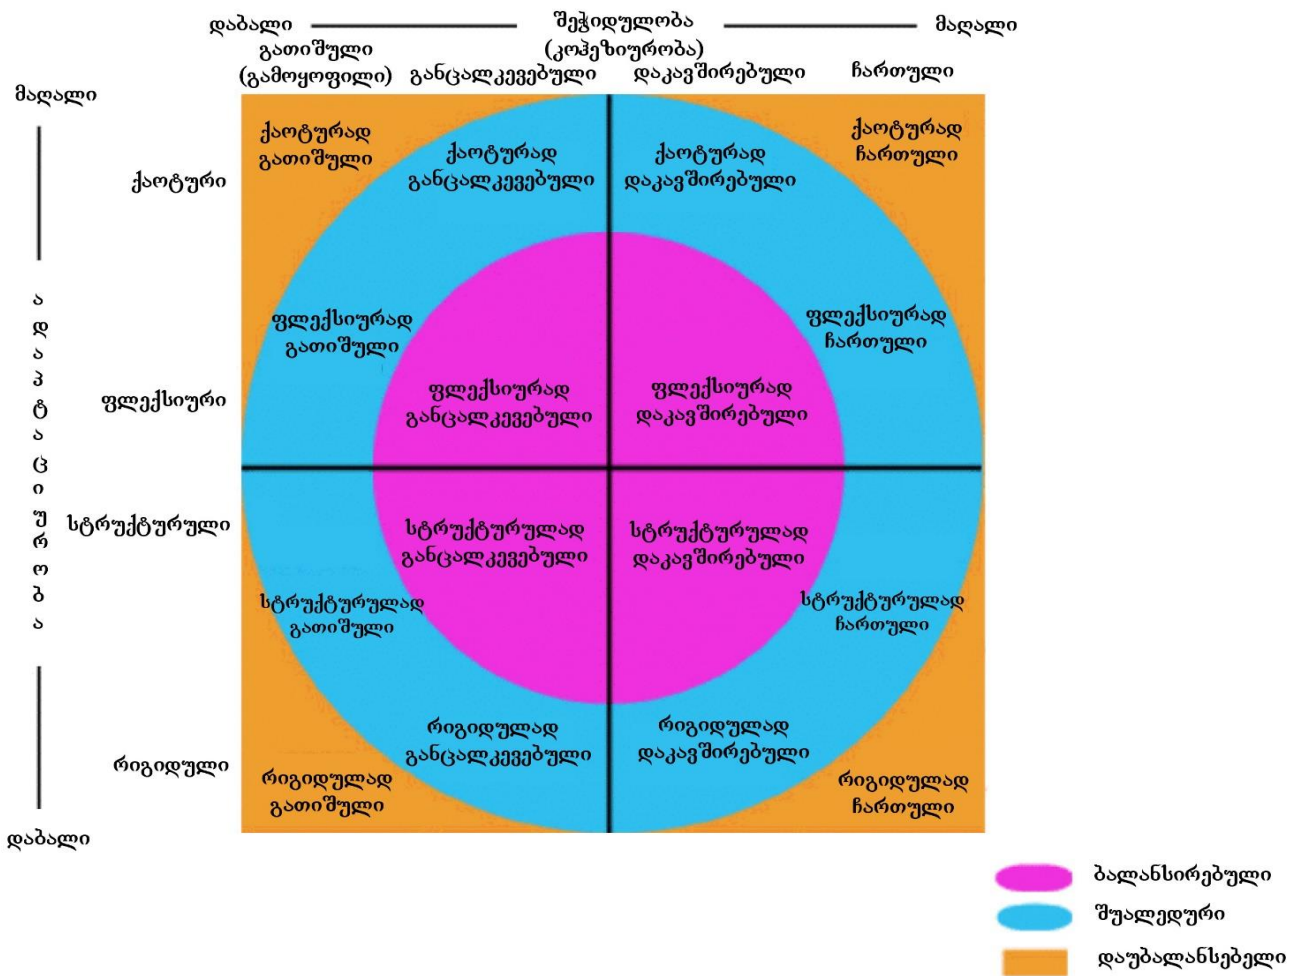 დაბალი
შეჭიდულობა
(კოჰეზიურობა)
მაღალი
გათიშული
(გამოყოფილი)
განცალკევებული
დაკავშირებული
ჩართული
მაღალი
ქაოტურად
გათიშული
ქაოტურად
განცალკევებული
ქაოტურად
დაკავშირებული
ქაოტურად
ჩართული
ქაოტური
ადაპტაციურობა
ფლექსიურად
გათიშული
ფლექსიურად
ჩართული
ფლექსიური
ფლექსიურად
განცალკევებული
ფლექსიურად
დაკავშირებული
სტრუქტურული
სტრუქტურულად
განცალკევებული
სტრუქტურულად
დაკავშირებული
სტრუქტურულად
გათიშული
სტრუქტურულად
ჩართული
რიგიდულად
განცალკევებული
რიგიდულად
დაკავშირებული
რიგიდული
რიგიდულად
გათიშული
რიგიდულად
ჩართული
დაბალი
ბალანსირებული
შუალედური
დაუბალანსებელი